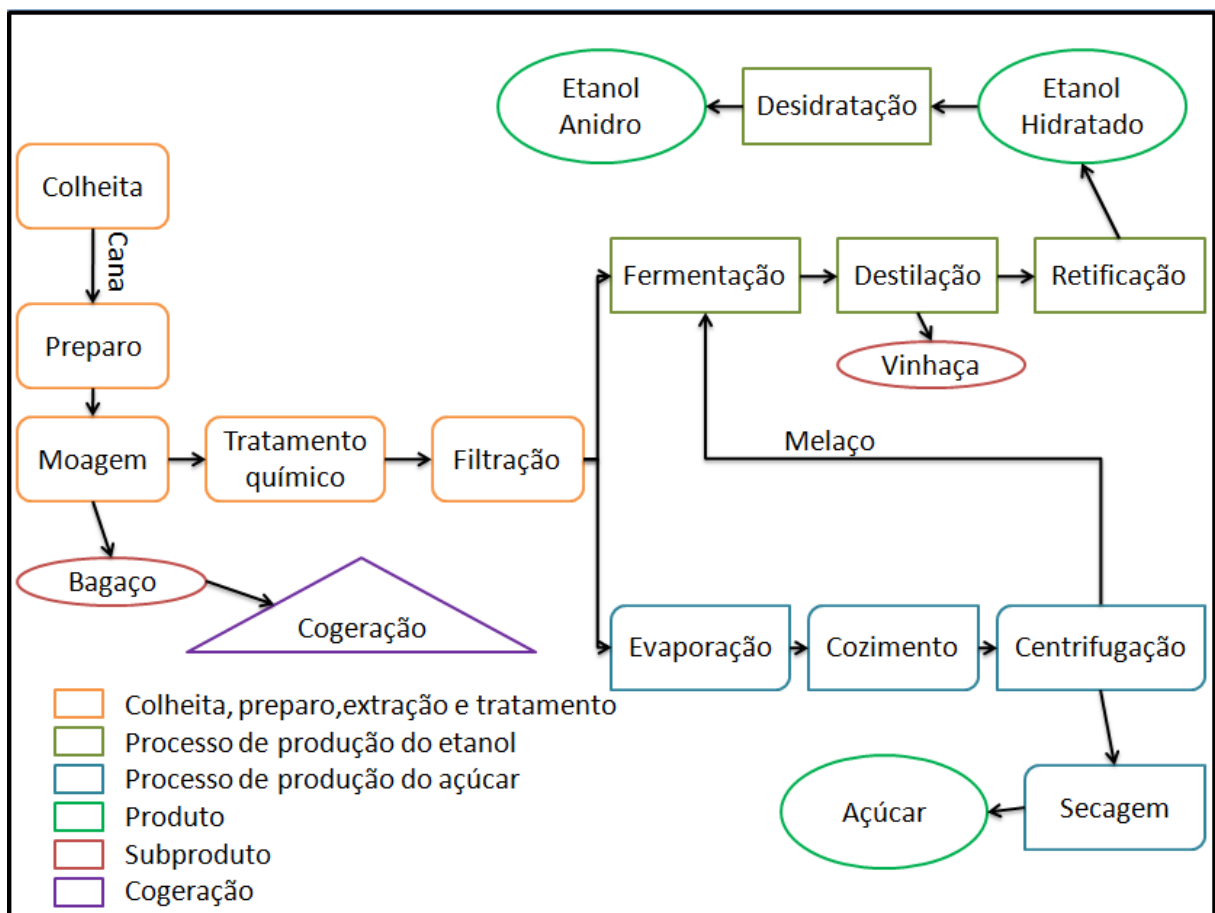 Etanol
Anidro
Desidratação
Etanol
Hidratado
Colheita
Cana
Fermentação
Destilação
Retificação
Preparo
Vinhaça
Moagem
Tratamento
químico
Filtração
Melaço
Bagaço
Cogeração
Evaporação
Cozimento
Centrifugação
Colheita, preparo,extração e tratamento
Processo de produção do etanol
Processo de produção do açúcar
Produto
Subproduto
Cogeração
Açúcar
Secagem